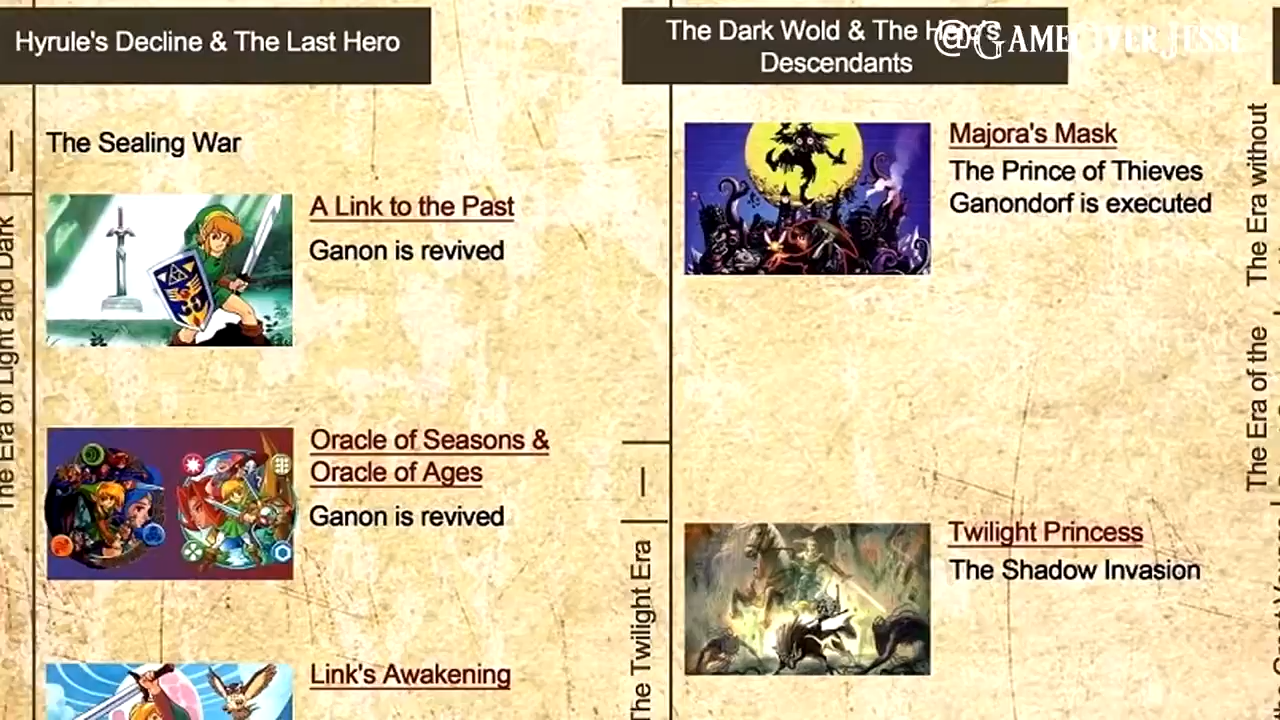 Hyrule's Decline & The Last Hero
The Sealing War
The Era of Light and Dark
A Link to the Past
Ganon is revived
Oracle of Seasons &
Oracle of Ages
Ganon is revived
Link's Awakening
The Dark Wold & The Hero's
Descendants
Majora's Mask
The Prince of Thieves
Ganondorf is executed
The Twilight Era
Twilight Princess
The Shadow Invasion
The Era without
The Era of the